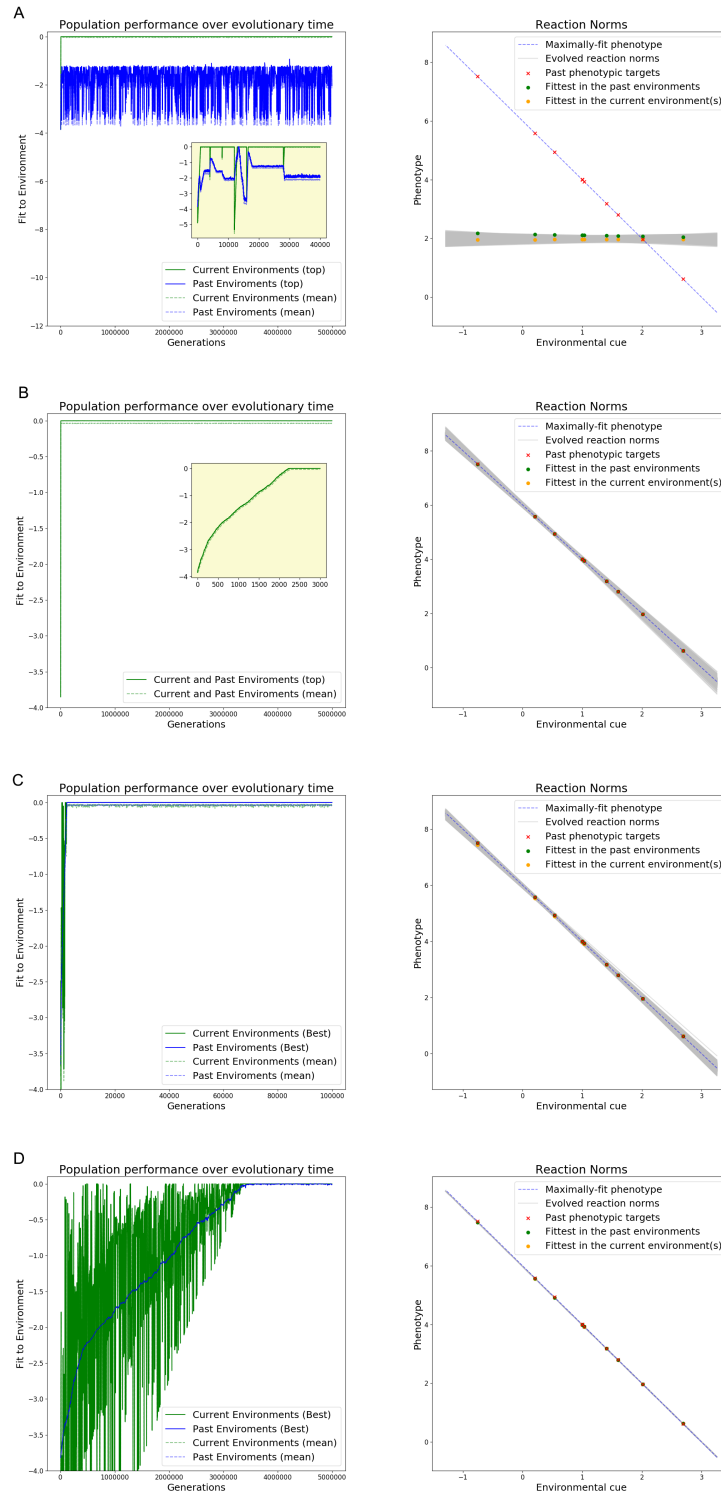 A
Population performance over evolutionary time
Fit to Environment
0
−2
−4
−6
−8
−10
−12
0
−1
−2
−3
−4
−5
0 10000 20000 30000 40000
Current Environments (top)
Past Enviroments (top)
Current Environments (mean)
Past Enviroments (mean)
0 1000000 2000000 3000000 4000000 5000000
Generations
Reaction Norms
Phenotype
8
6
4
2
0
Maximally-fit phenotype
Evolved reaction norms
Past phenotypic targets
Fittest in the past environments
Fittest in the current environment(s)
−1 0 1 2 3
Environmental cue
B
Population performance over evolutionary time
Fit to Environment
0.0
−0.5
−1.0
−1.5
−2.0
−2.5
−3.0
−3.5
−4.0
0
−1
−2
−3
−4
0 500 1000 1500 2000 2500 3000
Current and Past Enviroments (top)
Current and Past Enviroments (mean)
0 1000000 2000000 3000000 4000000 5000000
Generations
Reaction Norms
Phenotype
8
6
4
2
0
Maximally-fit phenotype
Evolved reaction norms
Past phenotypic targets
Fittest in the past environments
Fittest in the current environment(s)
−1 0 1 2 3
Environmental cue
C
Population performance over evolutionary time
Fit to Environment
0.0
−0.5
−1.0
−1.5
−2.0
−2.5
−3.0
−3.5
−4.0
Current Environments (Best)
Past Enviroments (Best)
Current Environments (mean)
Past Enviroments (mean)
0 20000 40000 60000 80000 100000
Generations
Reaction Norms
Phenotype
8
6
4
2
0
Maximally-fit phenotype
Evolved reaction norms
Past phenotypic targets
Fittest in the past environments
Fittest in the current environment(s)
−1 0 1 2 3
Environmental cue
D
Population performance over evolutionary time
Fit to Environment
0.0
−0.5
−1.0
−1.5
−2.0
−2.5
−3.0
−3.5
−4.0
Current Environments (Best)
Past Enviroments (Best)
Current Environments (mean)
Past Enviroments (mean)
0 1000000 2000000 3000000 4000000 5000000
Generations
Reaction Norms
Phenotype
8
6
4
2
0
Maximally-fit phenotype
Evolved reaction norms
Past phenotypic targets
Fittest in the past environments
Fittest in the current environment(s)
−1 0 1 2 3
Environmental cue